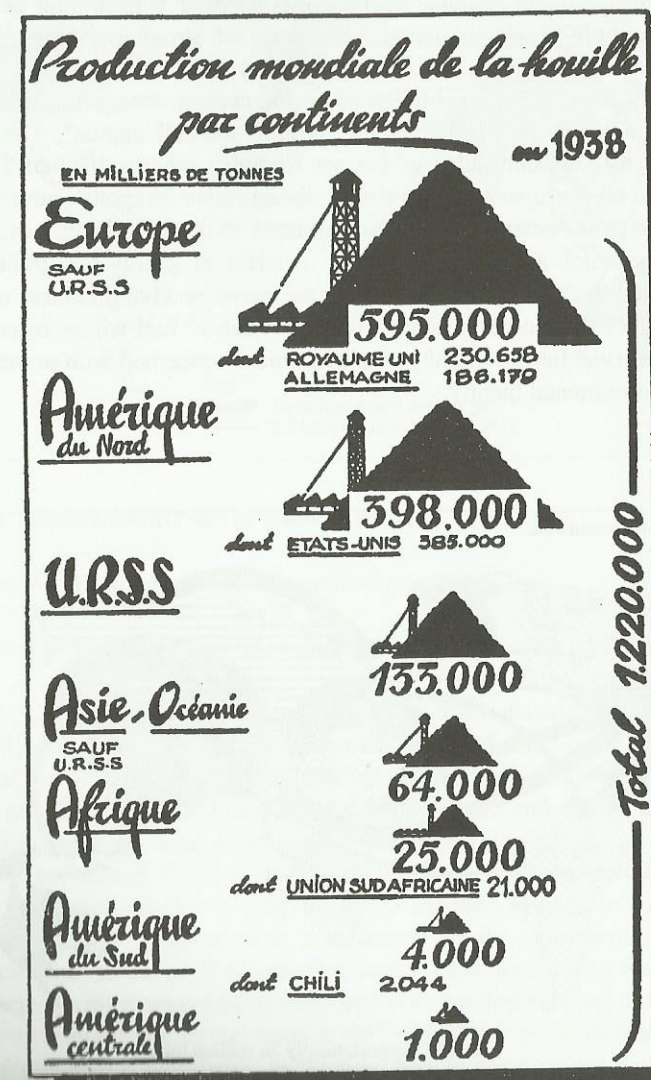 Production mondiale de la houille
par continents
en 1938
EN MILLIERS DE TONNES
Europe
SAUF
U.R.S.S
595.000
dont ROYAUME UNI 230.658
ALLEMAGNE 186.179
Amérique
du Nord
398.000
dont ETATS-UNIS 385.000
U.R.S.S
133.000
Asie-Océanie
SAUF
U.R.S.S
64.000
Afrique
25.000
dont UNION SUD AFRICAINE 21.000
Amérique
du Sud
4.000
dont CHILI 2.044
Amérique
centrale
1.000
Total 1.220.000